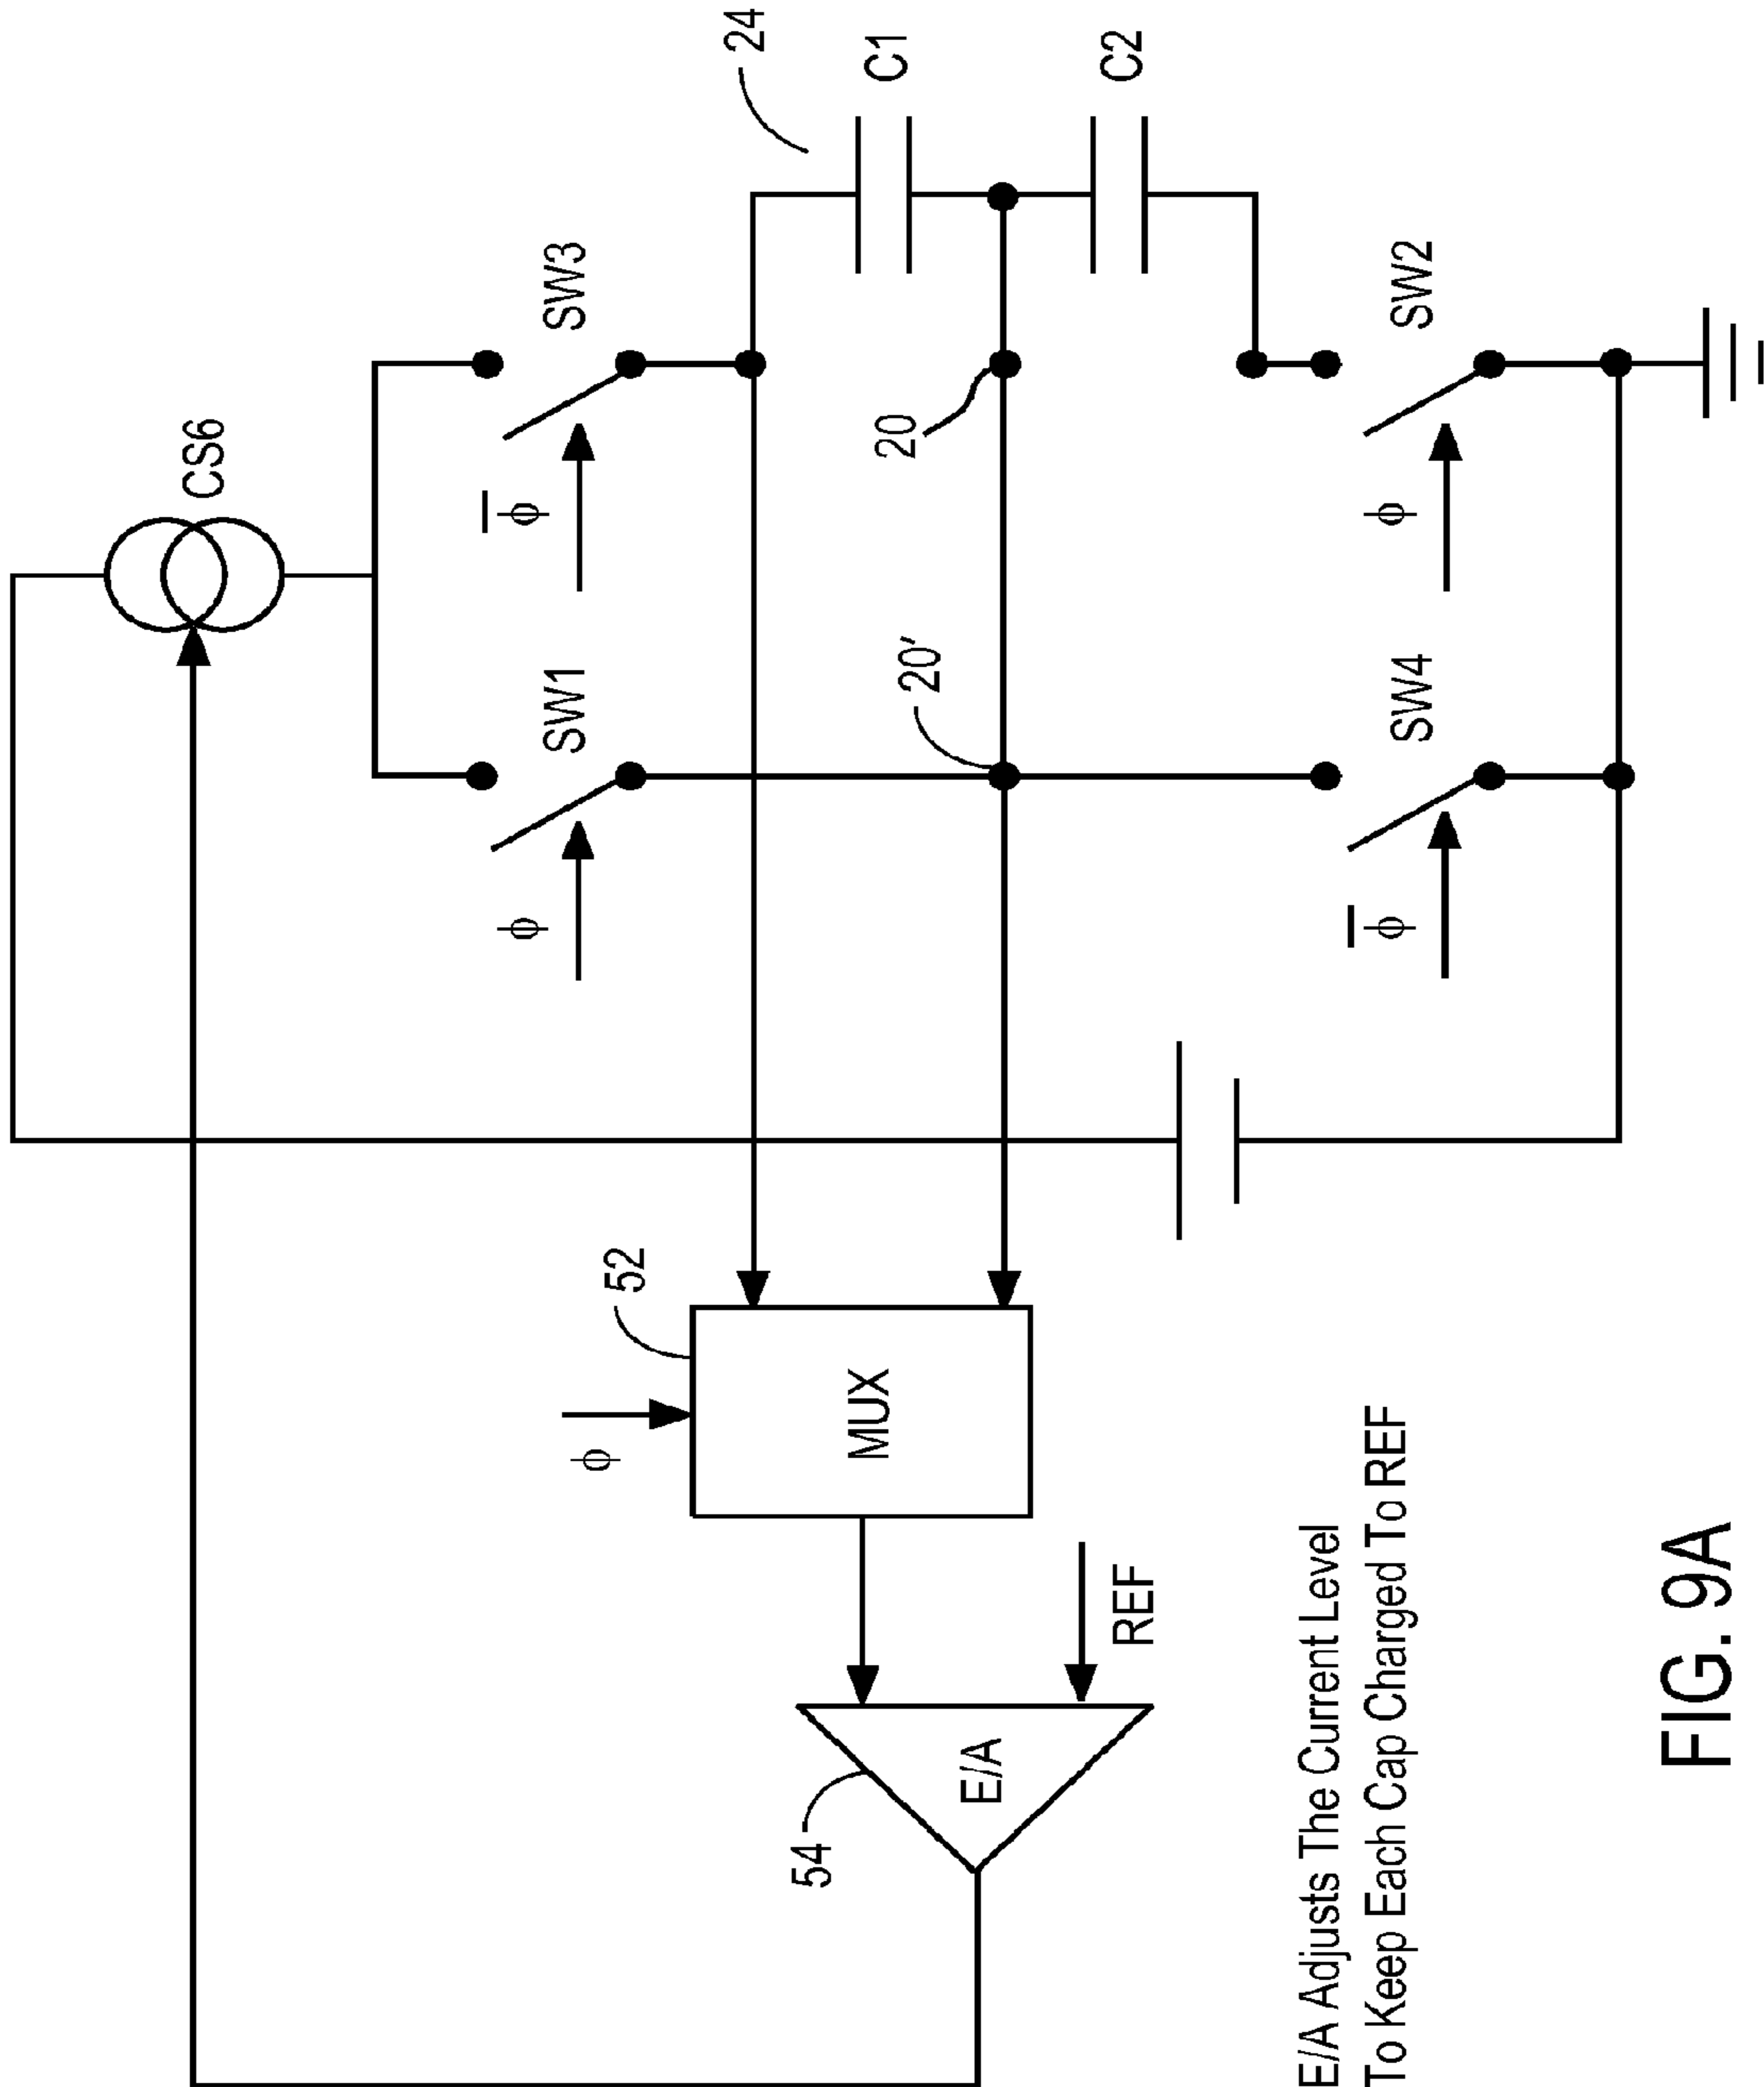 CS6
SW1
SW3
24
ϕ
ϕ̅
C1
52
20'
20
ϕ
MUX
C2
54
E/A
REF
ϕ̅
SW4
ϕ
SW2
E/A Adjusts The Current Level
To Keep Each Cap Charged To REF
FIG. 9A